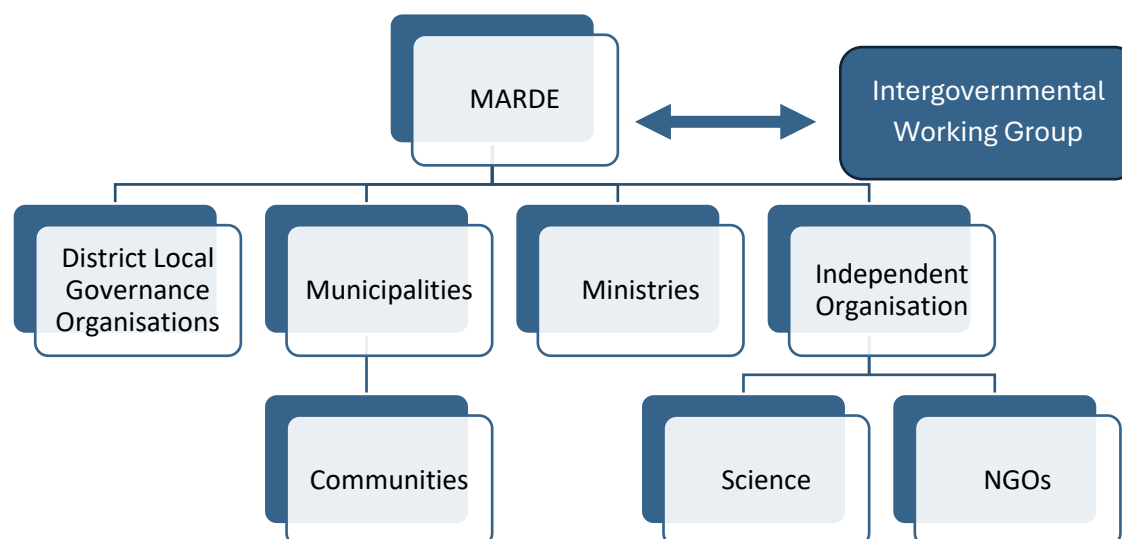 MARDE
Intergovernmental
Working Group
District Local
Governance
Organisations
Municipalities
Ministries
Independent
Organisation
Communities
Science
NGOs